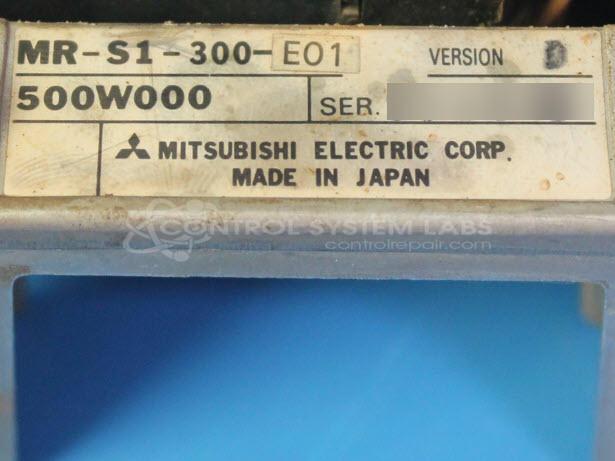 MR-S1-300-E01 VERSION D
500W000 SER.
MITSUBISHI ELECTRIC CORP.
MADE IN JAPAN
CONTROL SYSTEM LABS
controlrepair.com